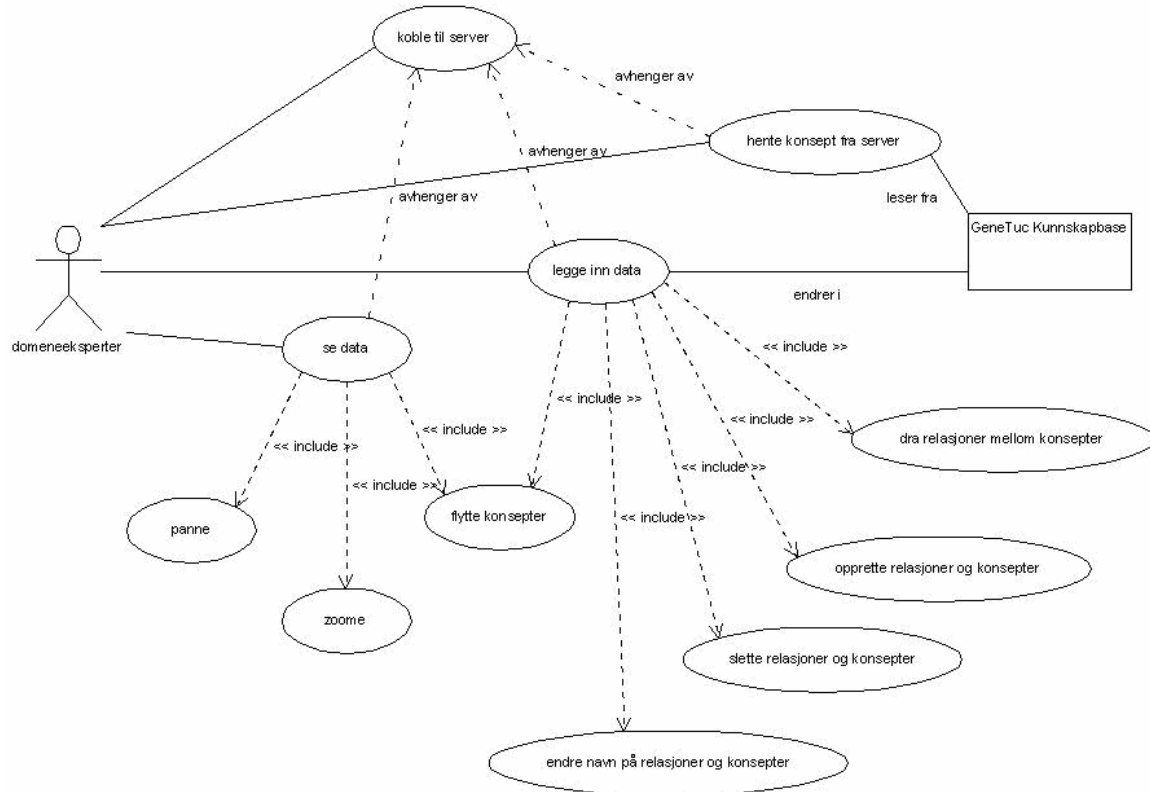 koble til server
avhenger av
hente konsept fra server
avhenger av
avhenger av
leser fra
GeneTuc Kunnskapbase
legge inn data
endrer i
domeneeksperter
se data
<< include >>
<< include >>
<< include >>
<< include >>
dra relasjoner mellom konsepter
<< include >>
<< include >>
<< include >>
<< include >>
panne
flytte konsepter
opprette relasjoner og konsepter
zoome
slette relasjoner og konsepter
endre navn på relasjoner og konsepter